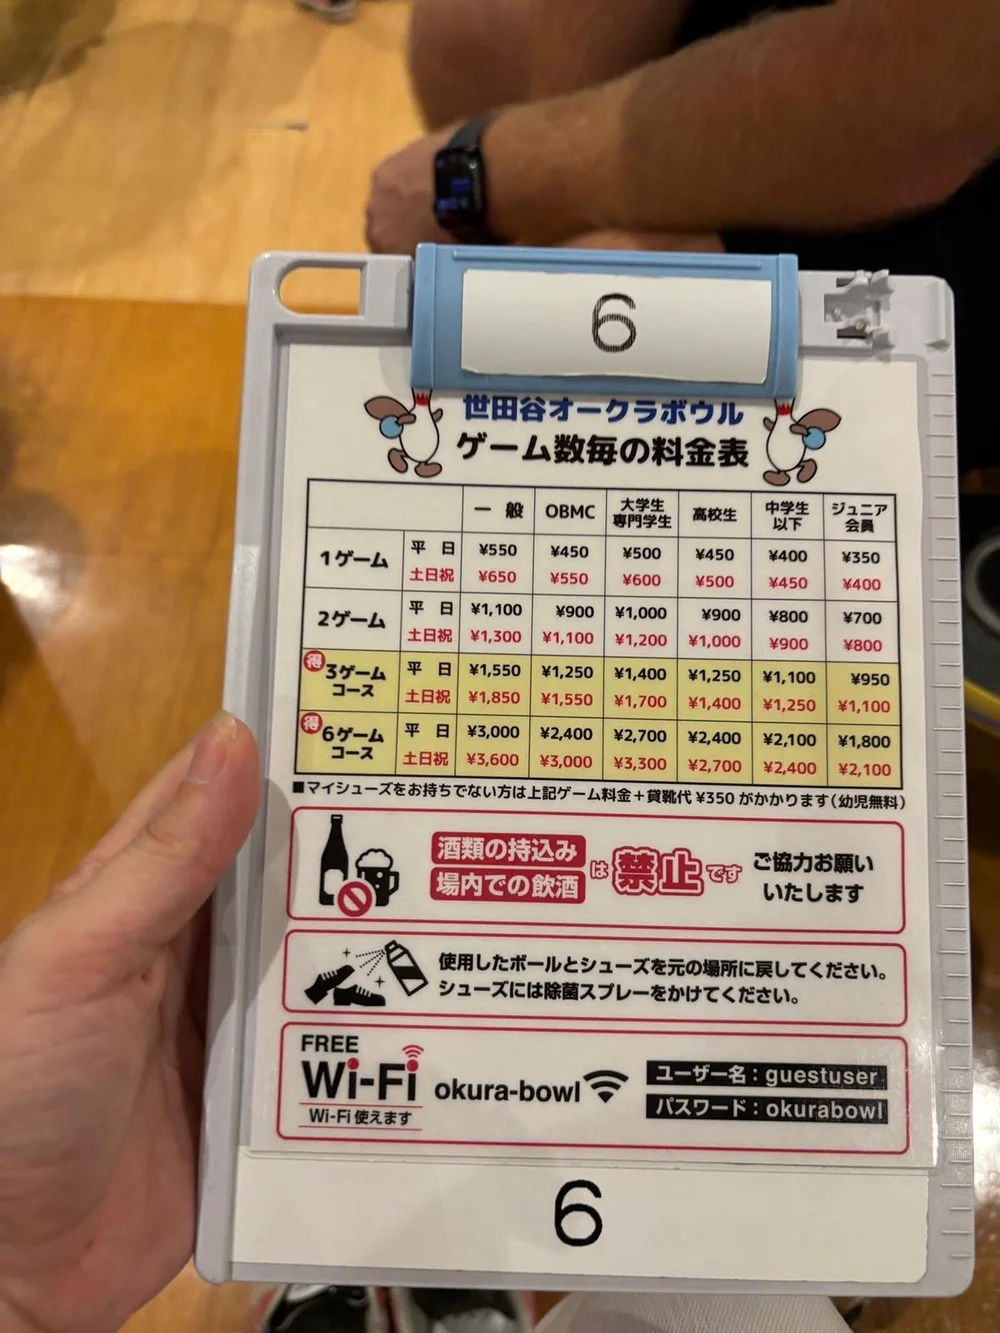 6
世田谷オークラボウル
ゲーム数毎の料金表
一 般 OBMC 大学生 専門学生 高校生 中学生 以下 ジュニア 会員
1ゲーム 平 日 ¥550 ¥450 ¥500 ¥450 ¥400 ¥350
土日祝 ¥650 ¥550 ¥600 ¥500 ¥450 ¥400
2ゲーム 平 日 ¥1,100 ¥900 ¥1,000 ¥900 ¥800 ¥700
土日祝 ¥1,300 ¥1,100 ¥1,200 ¥1,000 ¥900 ¥800
得 3ゲーム コース 平 日 ¥1,550 ¥1,250 ¥1,400 ¥1,250 ¥1,100 ¥950
土日祝 ¥1,850 ¥1,550 ¥1,700 ¥1,400 ¥1,250 ¥1,100
得 6ゲーム コース 平 日 ¥3,000 ¥2,400 ¥2,700 ¥2,400 ¥2,100 ¥1,800
土日祝 ¥3,600 ¥3,000 ¥3,300 ¥2,700 ¥2,400 ¥2,100
■マイシューズをお持ちでない方は上記ゲーム料金+貸靴代 ¥350 がかかります(幼児無料)
酒類の持込み
場内での飲酒
は禁止です
ご協力お願い
いたします
使用したボールとシューズを元の場所に戻してください。
シューズには除菌スプレーをかけてください。
FREE
Wi-Fi
Wi-Fi 使えます
okura-bowl
ユーザー名:guestuser
パスワード:okurabowl
6